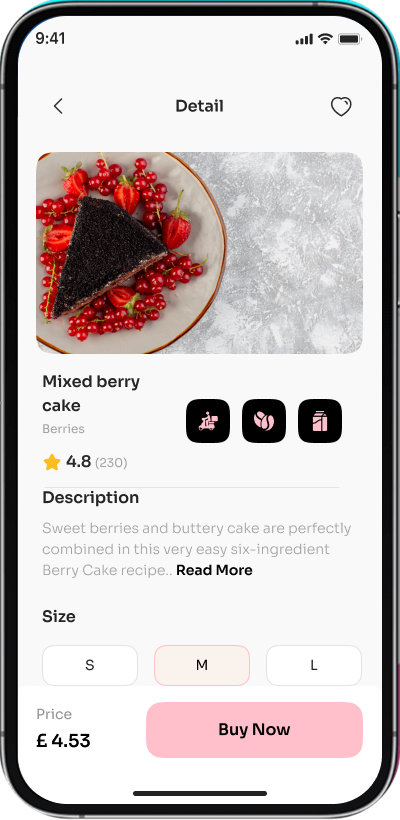 9:41
Detail
Mixed berry
cake
Berries
4.8 (230)
Description
Sweet berries and buttery cake are perfectly
combined in this very easy six-ingredient
Berry Cake recipe.. Read More
Size
S M L
Price
£ 4.53
Buy Now